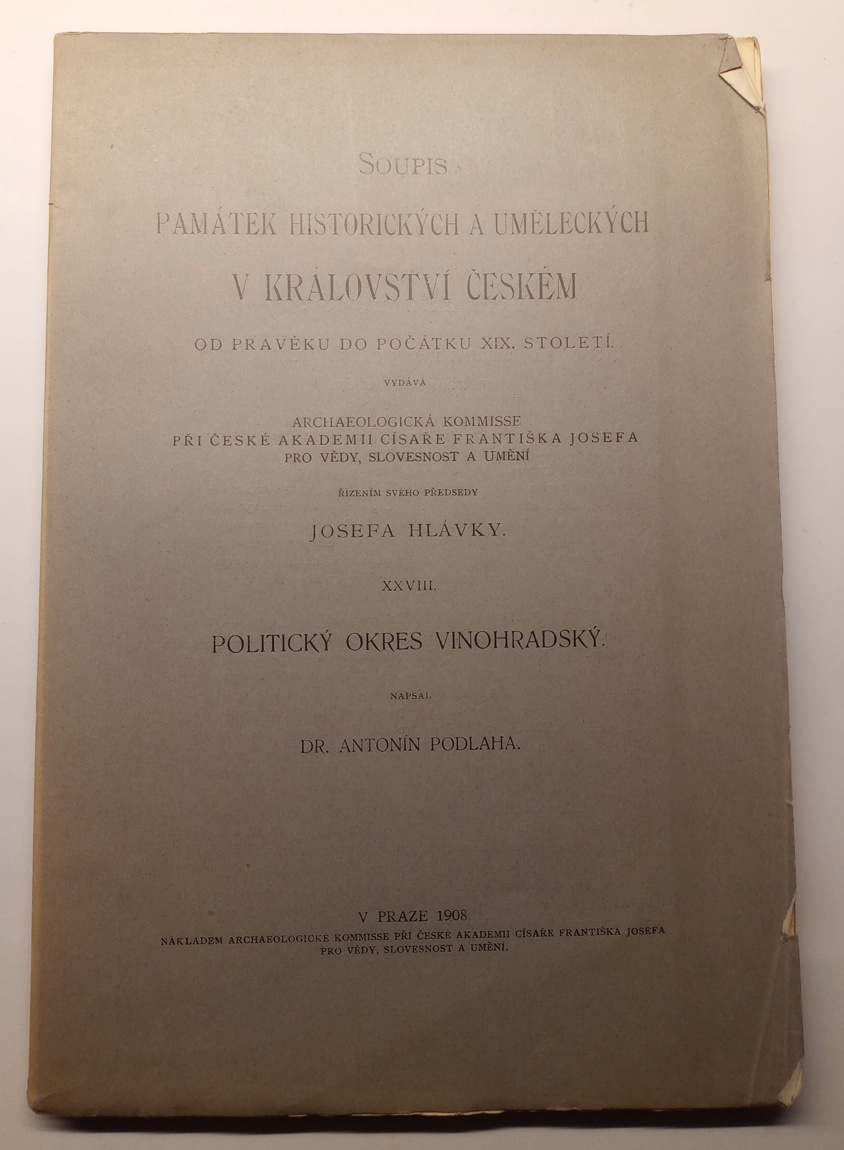 SOUPIS
PAMÁTEK HISTORICKÝCH A UMĚLECKÝCH
V KRÁLOVSTVÍ ČESKÉM
OD PRAVĚKU DO POČÁTKU XIX. STOLETÍ.
VYDÁVÁ
ARCHAEOLOGICKÁ KOMMISSE
PŘI ČESKÉ AKADEMII CÍSAŘE FRANTIŠKA JOSEFA
PRO VĚDY, SLOVESNOST A UMĚNÍ
ŘÍZENÍM SVÉHO PŘEDSEDY
JOSEFA HLÁVKY.
XXVIII.
POLITICKÝ OKRES VINOHRADSKÝ.
NAPSAL
DR. ANTONÍN PODLAHA.
V PRAZE 1908
NÁKLADEM ARCHAEOLOGICKÉ KOMMISSE PŘI ČESKÉ AKADEMII CÍSAŘE FRANTIŠKA JOSEFA
PRO VĚDY, SLOVESNOST A UMĚNÍ.